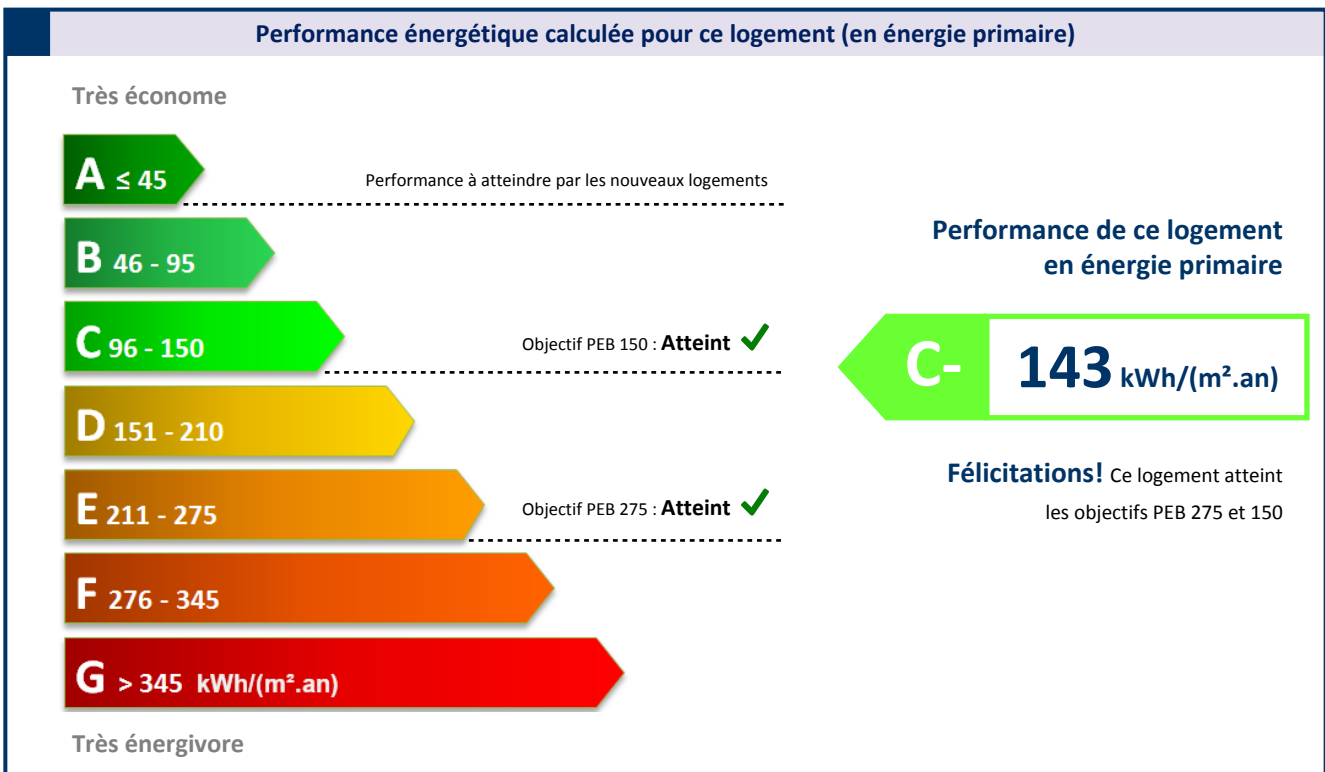 Performance énergétique calculée pour ce logement (en énergie primaire)
Très économe
A ≤ 45
Performance à atteindre par les nouveaux logements
B 46 - 95
C 96 - 150
Objectif PEB 150 : Atteint
D 151 - 210
E 211 - 275
Objectif PEB 275 : Atteint
F 276 - 345
G > 345 kWh/(m².an)
Très énergivore
Performance de ce logement
en énergie primaire
C-
143 kWh/(m².an)
Félicitations! Ce logement atteint
les objectifs PEB 275 et 150